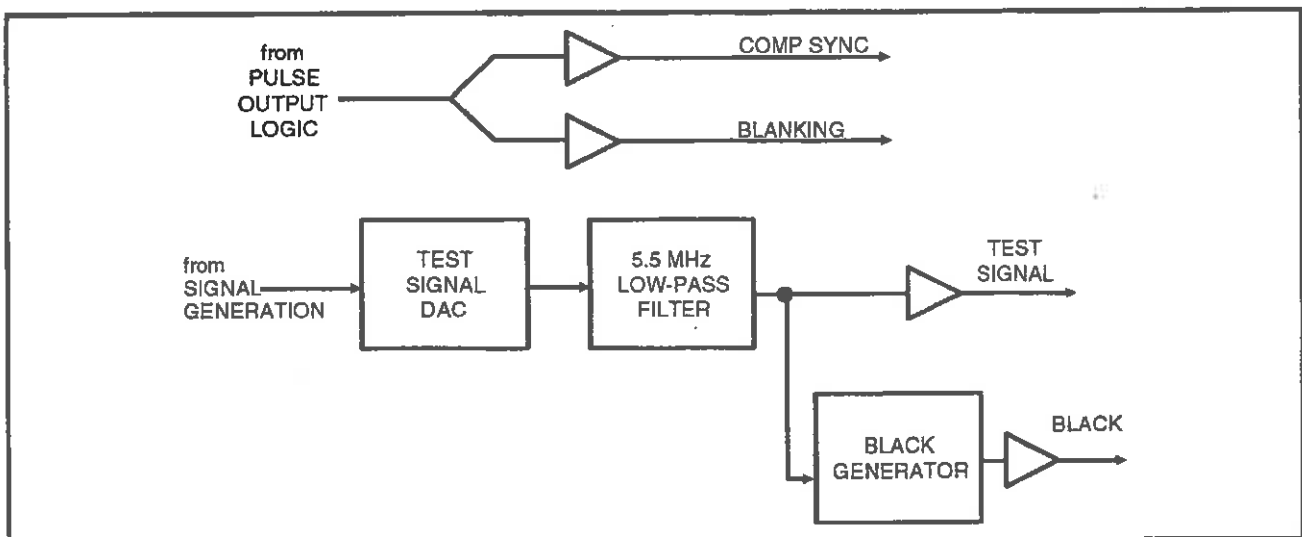 from
PULSE
OUTPUT
LOGIC
COMP SYNC
BLANKING
from
SIGNAL
GENERATION
TEST
SIGNAL
DAC
5.5 MHz
LOW-PASS
FILTER
TEST
SIGNAL
BLACK
GENERATOR
BLACK